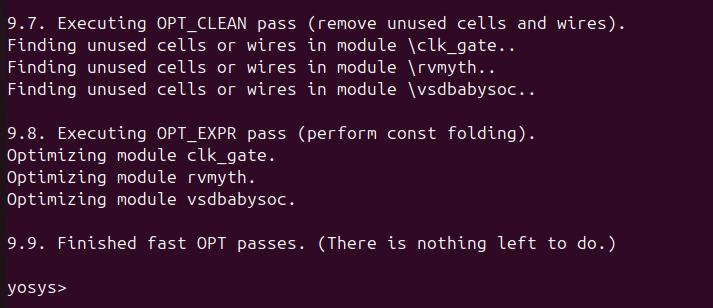 9.7. Executing OPT_CLEAN pass (remove unused cells and wires).
Finding unused cells or wires in module \clk_gate..
Finding unused cells or wires in module \rvmyth..
Finding unused cells or wires in module \vsdbabysoc..
9.8. Executing OPT_EXPR pass (perform const folding).
Optimizing module clk_gate.
Optimizing module rvmyth.
Optimizing module vsdbabysoc.
9.9. Finished fast OPT passes. (There is nothing left to do.)
yosys>